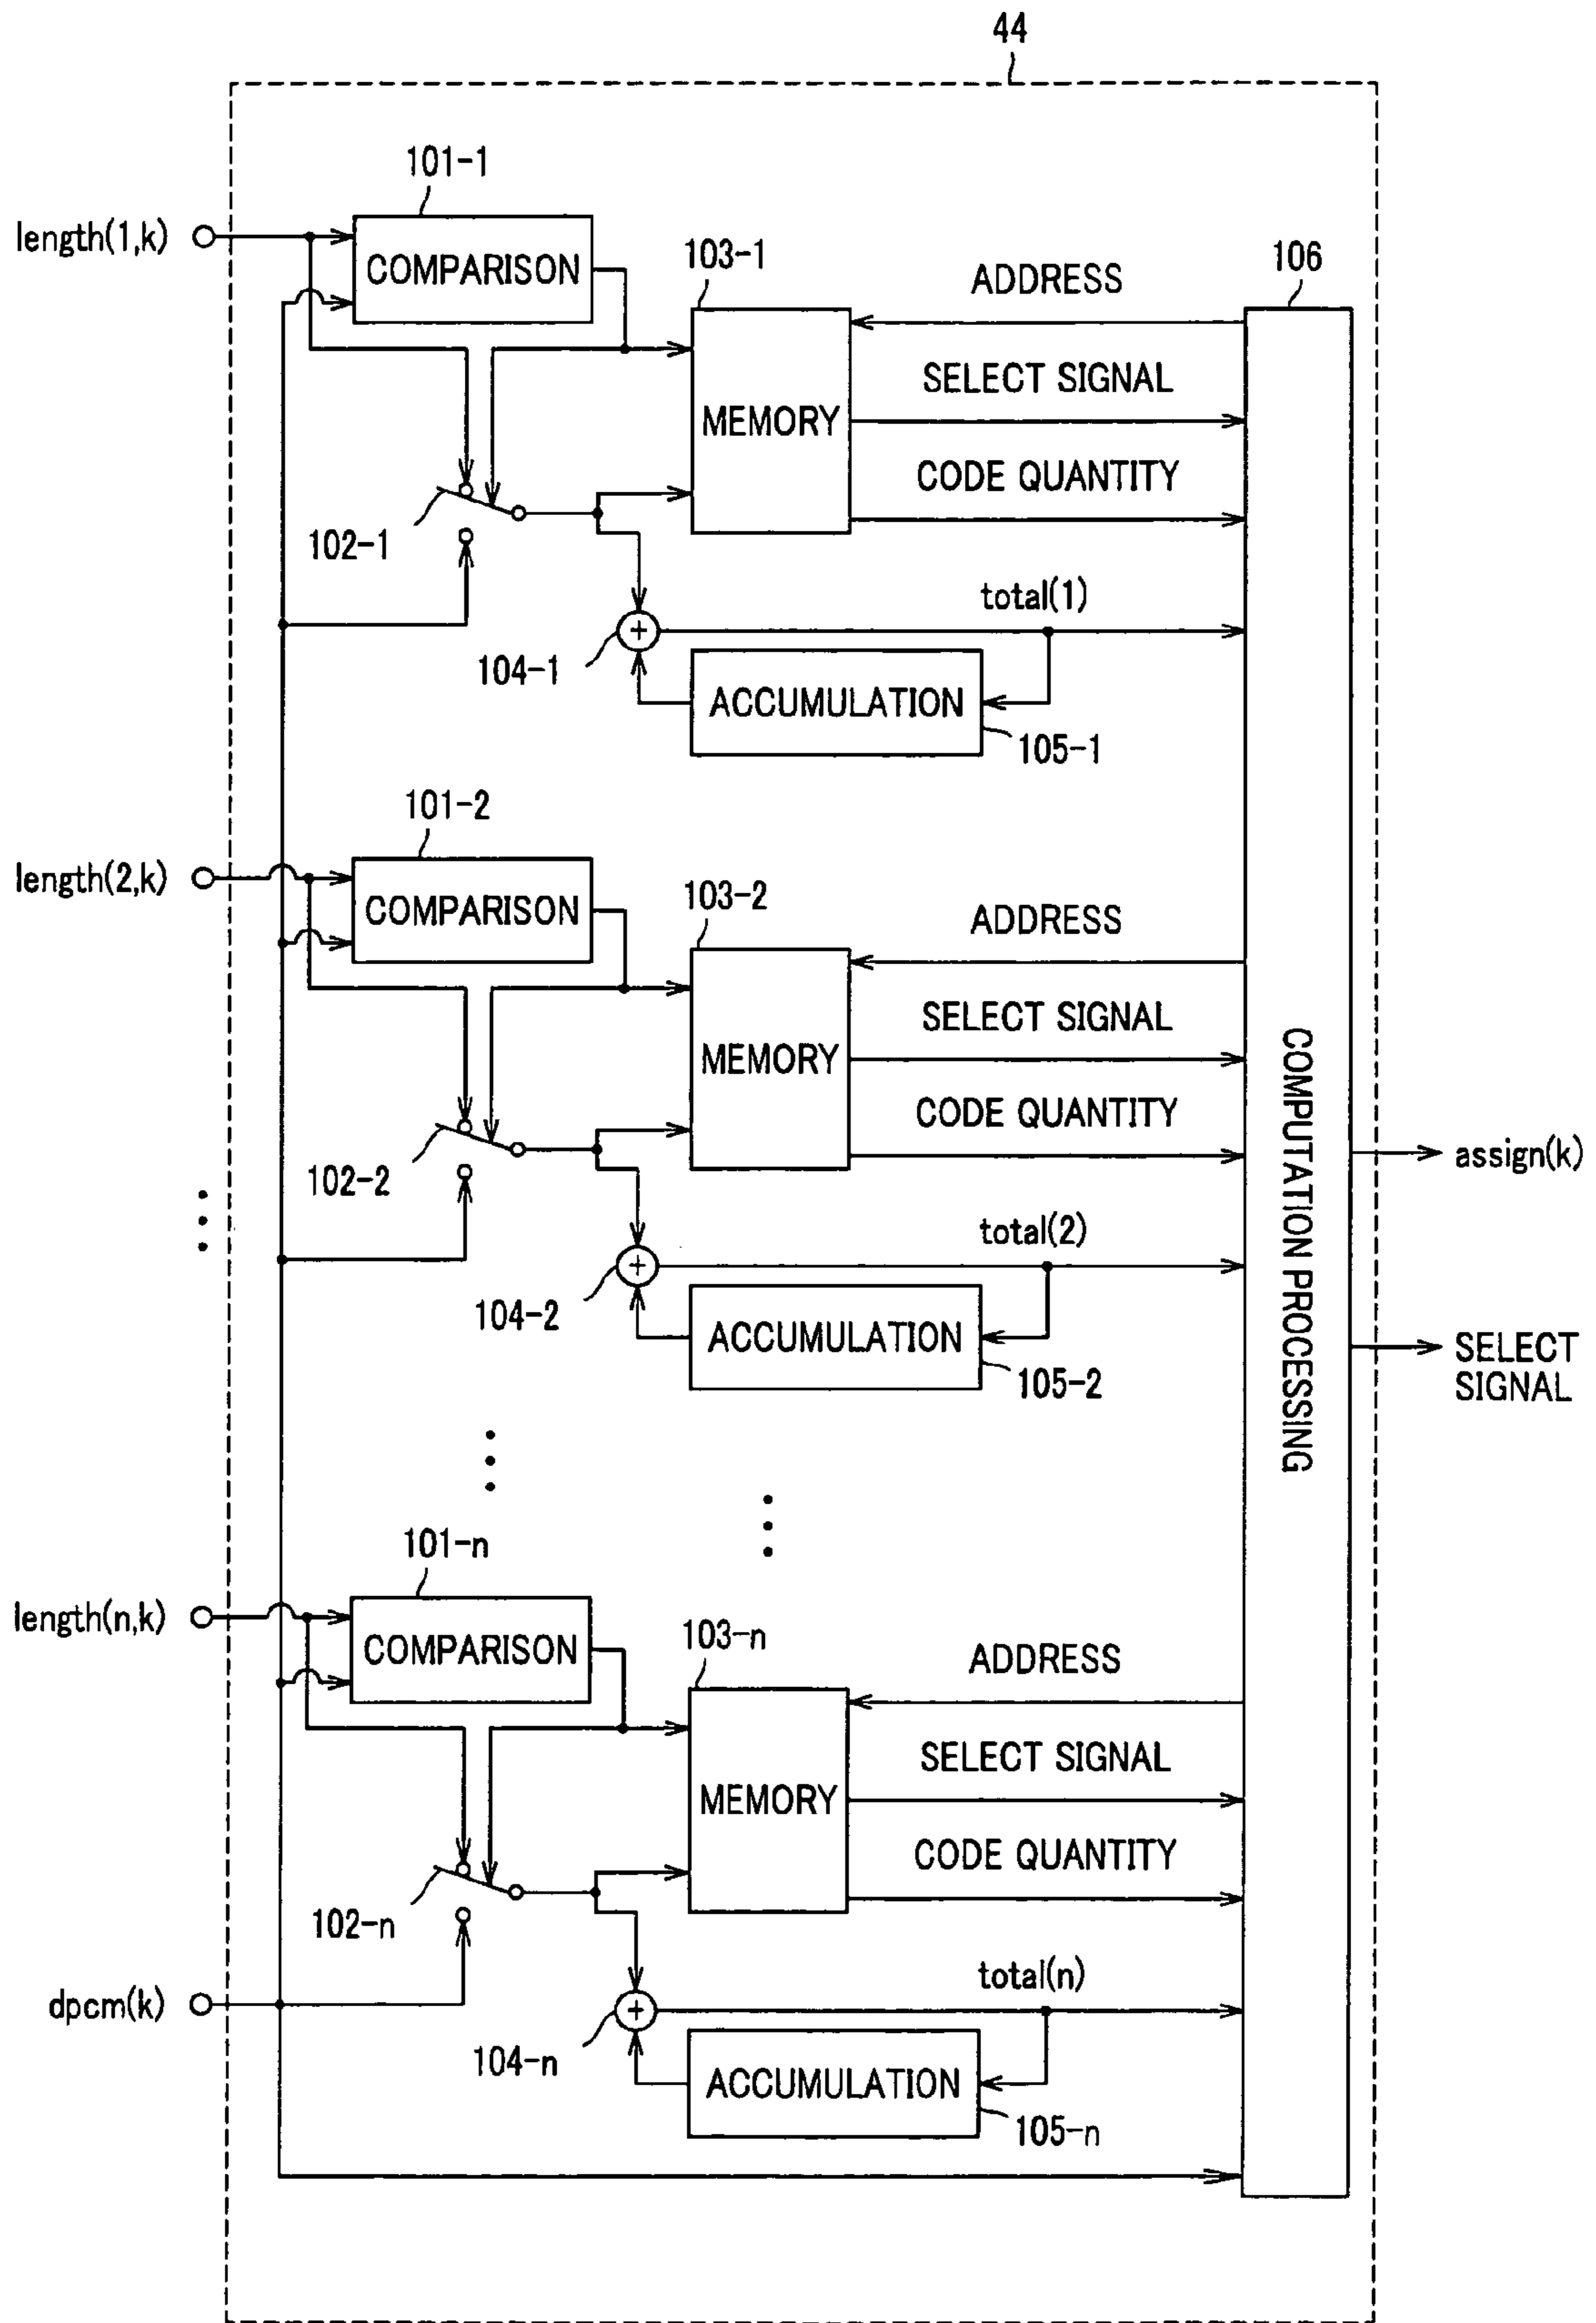 44
101-1
length(1,k)
COMPARISON
103-1
106
ADDRESS
SELECT SIGNAL
MEMORY
CODE QUANTITY
102-1
total(1)
104-1
ACCUMULATION
105-1
101-2
length(2,k)
COMPARISON
103-2
ADDRESS
SELECT SIGNAL
MEMORY
CODE QUANTITY
COMPUTATION PROCESSING
assign(k)
102-2
total(2)
104-2
ACCUMULATION
SELECT
SIGNAL
105-2
101-n
length(n,k)
COMPARISON
103-n
ADDRESS
SELECT SIGNAL
MEMORY
CODE QUANTITY
102-n
total(n)
dpcm(k)
104-n
ACCUMULATION
105-n